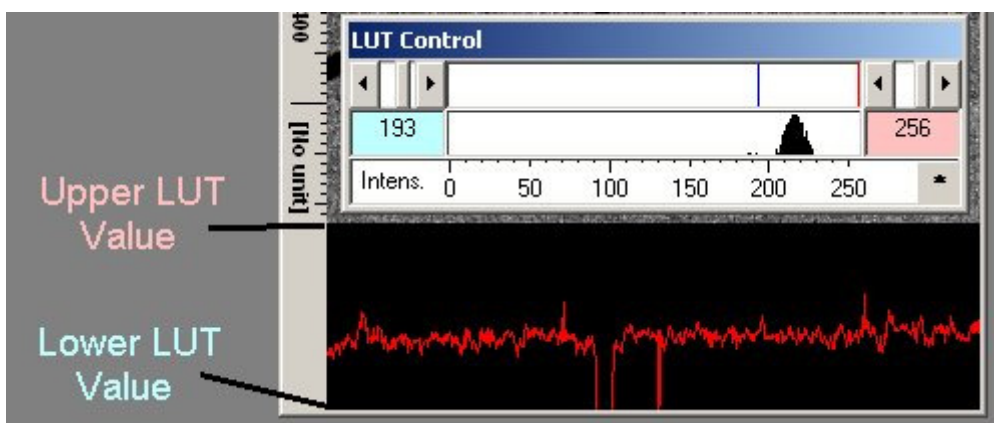 400
LUT Control
193
256
[No unit]
Intens. 0 50 100 150 200 250 *
Upper LUT
Value
Lower LUT
Value